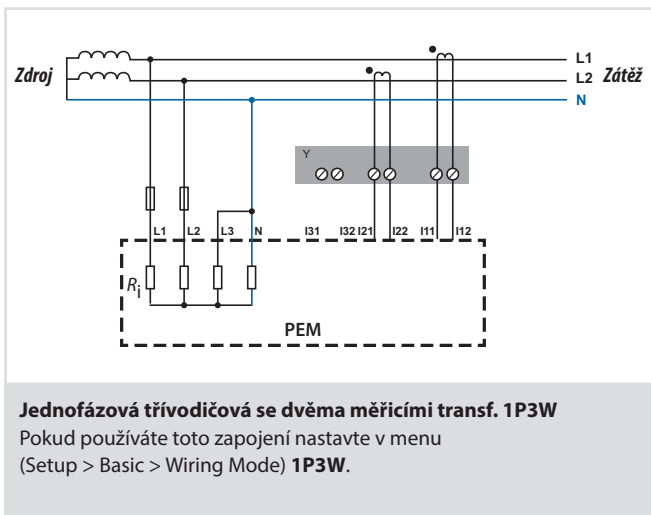 L1
Zdroj L2 Zátěž
N
Y
L1 L2 L3 N I31 I32 I21 I22 I11 I12
Ri
PEM
Jednofázová třívodičová se dvěma měřicími transf. 1P3W
Pokud používáte toto zapojení nastavte v menu
(Setup > Basic > Wiring Mode) 1P3W.